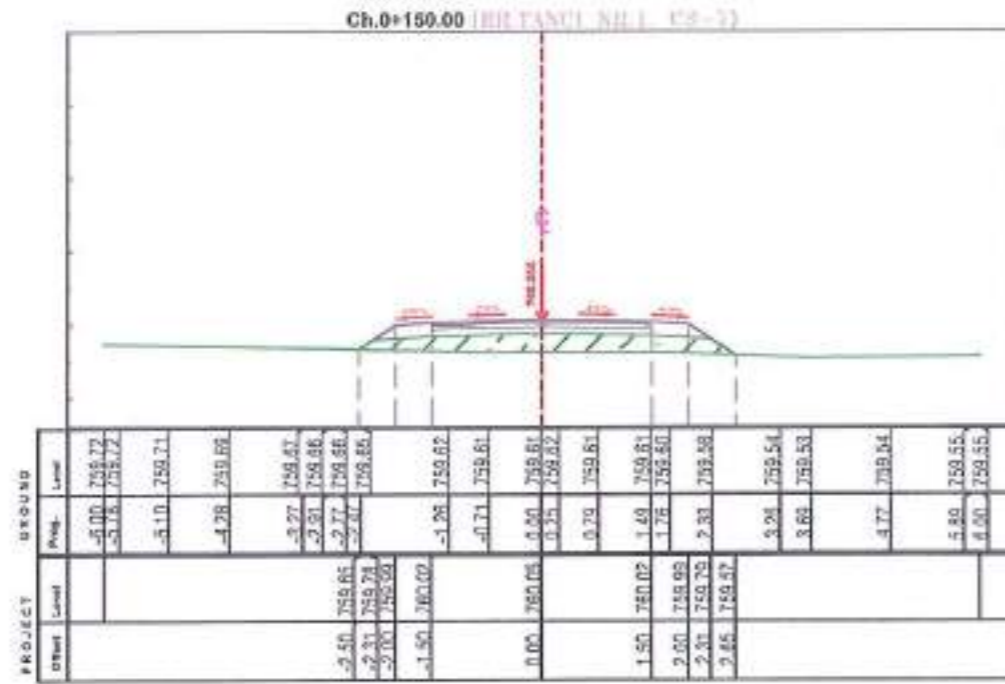 Ch.0+150.00
GROUND
Level
759.72 759.72 759.71 759.69 759.67 759.66 759.66 759.65 759.62 759.61 759.61 759.62 759.61 759.61 759.60 759.58 759.54 759.53 759.54 759.55 759.55
Prog.
-6.00 -5.10 -4.28 -3.27 -2.91 -2.77 -1.26 -0.71 0.00 0.25 0.79 1.49 1.76 2.33 3.26 3.69 4.77 5.89 6.00
PROJECT
Level
759.65 759.78 759.99 760.02 760.05 760.02 759.99 759.79 759.57
Offset
-2.50 -2.31 -2.00 -1.50 0.00 1.50 2.00 2.31 2.65